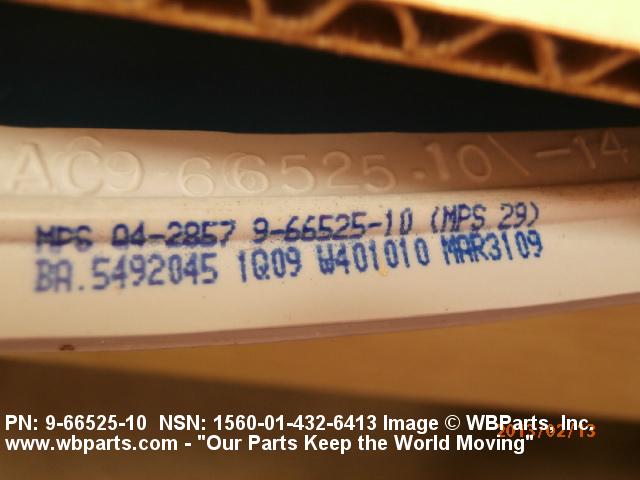 AC9-66525-10\-14
MPS 04-2857 9-66525-10 (MPS 29)
BA.5492045 1Q09 W401010 MAR3109
PN: 9-66525-10 NSN: 1560-01-432-6413 Image © WBParts, Inc.
www.wbparts.com - "Our Parts Keep the World Moving"
2013/02/13